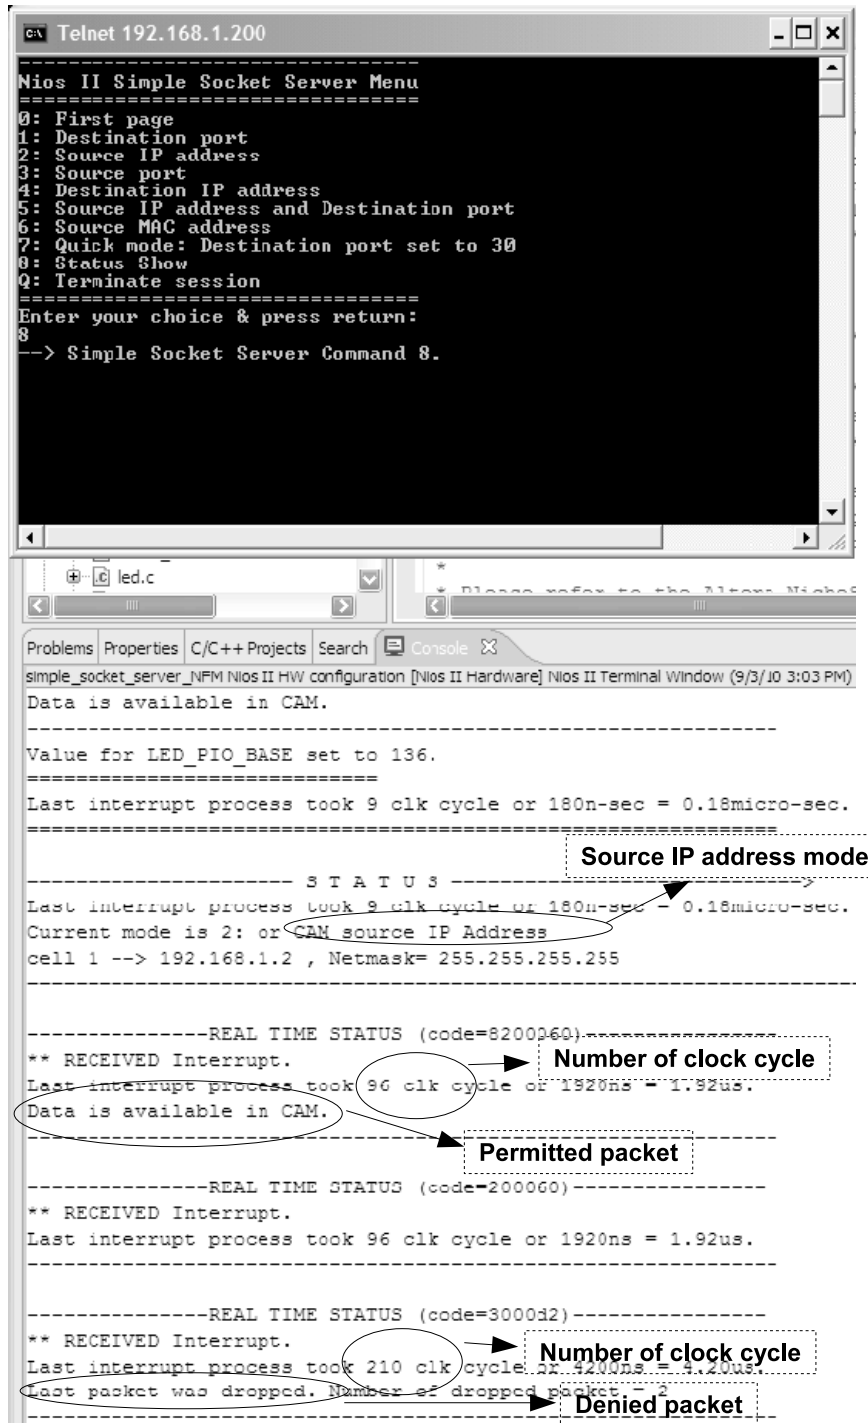 Telnet 192.168.1.200
----------------------------------
Nios II Simple Socket Server Menu
==================================
0: First page
1: Destination port
2: Source IP address
3: Source port
4: Destination IP address
5: Source IP address and Destination port
6: Source MAC address
7: Quick mode: Destination port set to 30
8: Status Show
Q: Terminate session
==================================
Enter your choice & press return:
8
--> Simple Socket Server Command 8.
led.c
*
* Please refer to the Altera
Problems Properties C/C++ Projects Search Console
simple_socket_server_NFM Nios II HW configuration [Nios II Hardware] Nios II Terminal Window (9/3/10 3:03 PM)
Data is available in CAM.
--------------------------------------------------------------
Value for LED_PIO_BASE set to 136.
=============================
Last interrupt process took 9 clk cycle or 180n-sec = 0.18micro-sec.
==============================================================
Source IP address mode
---------------------- S T A T U S ----------------------------->
Last interrupt process took 9 clk cycle or 180n-sec = 0.18micro-sec.
Current mode is 2: or CAM source IP Address
cell 1 --> 192.168.1.2 , Netmask= 255.255.255.255
---------------------------------------------------------------------
---------------REAL TIME STATUS (code=8200060)----------------
** RECEIVED Interrupt.
Number of clock cycle
Last interrupt process took 96 clk cycle or 1920ns = 1.92us.
Data is available in CAM.
--------------------------------------------------------------
Permitted packet
---------------REAL TIME STATUS (code=200060)----------------
** RECEIVED Interrupt.
Last interrupt process took 96 clk cycle or 1920ns = 1.92us.
--------------------------------------------------------------
---------------REAL TIME STATUS (code=3000d2)----------------
** RECEIVED Interrupt.
Number of clock cycle
Last interrupt process took 210 clk cycle or 4200ns = 4.20us.
Last packet was dropped. Number of dropped packet = 2
Denied packet
--------------------------------------------------------------